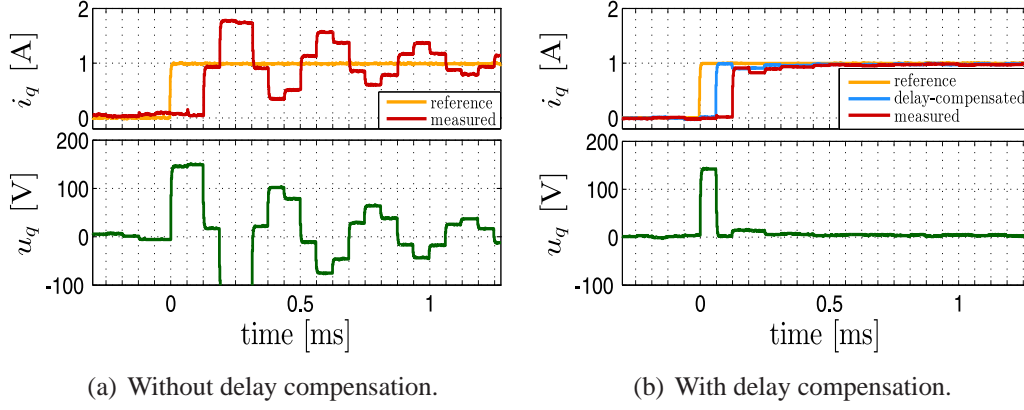 2
1
0
i_q [A]
reference
measured
200
100
0
-100
u_q [V]
0
0.5
1
time [ms]
(a) Without delay compensation.
2
1
0
i_q [A]
reference
delay-compensated
measured
200
100
0
-100
u_q [V]
0
0.5
1
time [ms]
(b) With delay compensation.